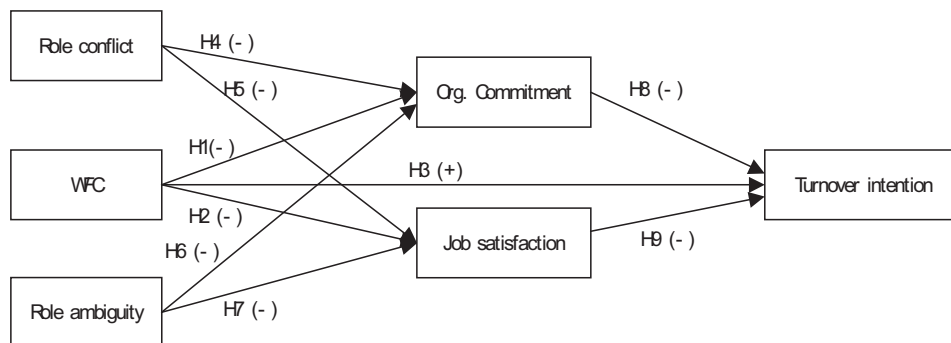 Role conflict
H4 (-)
H5 (-)
Org. Commitment
H8 (-)
H1(-)
WFC
H3 (+)
Turnover intention
H2 (-)
H6 (-)
Job satisfaction
H9 (-)
Role ambiguity
H7 (-)